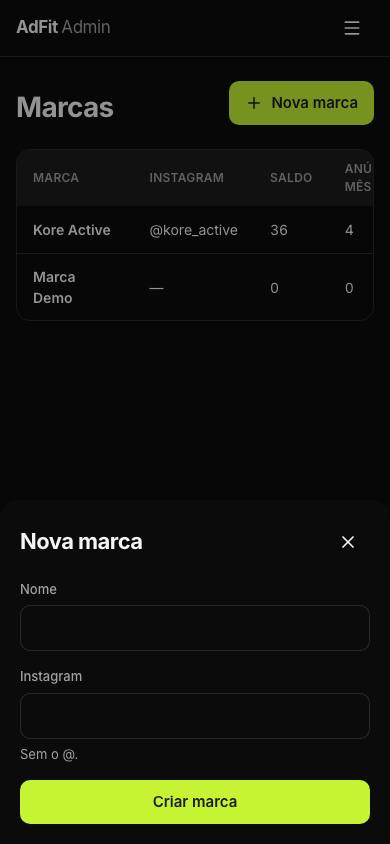 AdFit Admin
Marcas
+ Nova marca
MARCA INSTAGRAM SALDO ANÚ
MÊS
Kore Active @kore_active 36 4
Marca
Demo — 0 0
Nova marca
Nome
Instagram
Sem o @.
Criar marca